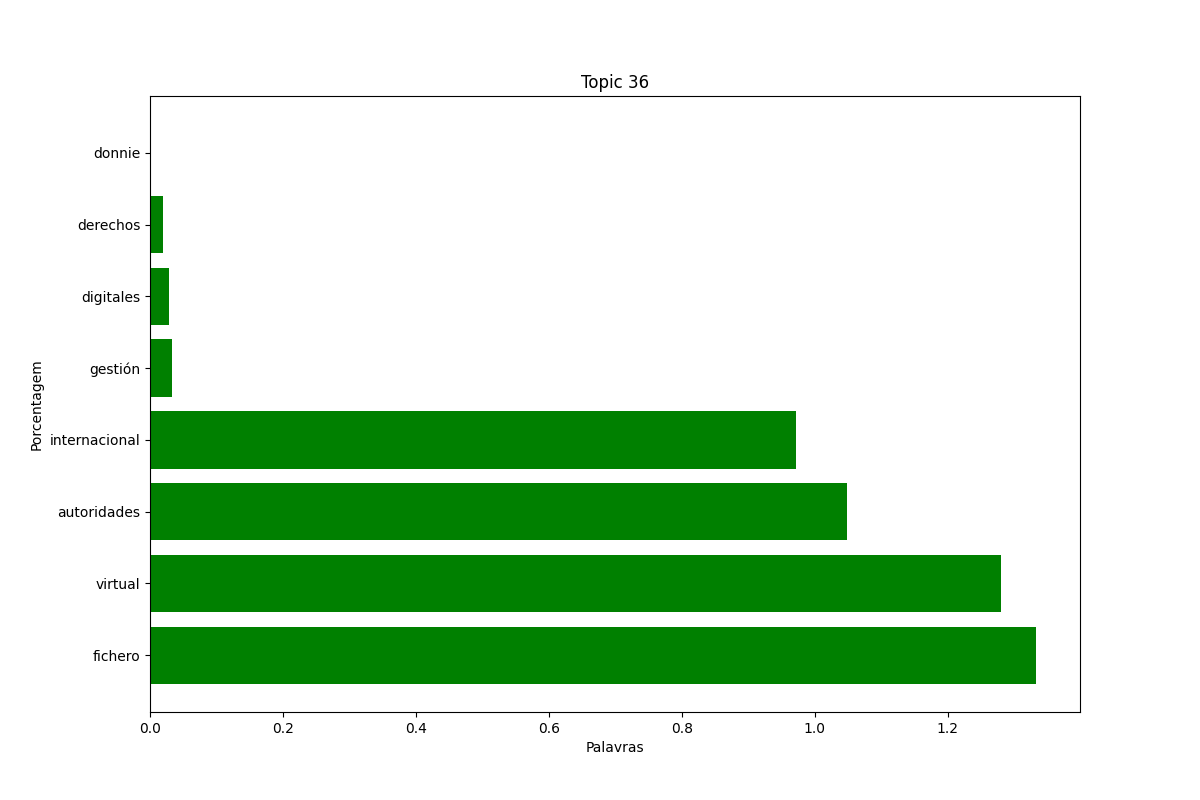 Topic 36
Porcentagem
donnie
derechos
digitales
gestión
internacional
autoridades
virtual
fichero
0.0 0.2 0.4 0.6 0.8 1.0 1.2
Palavras